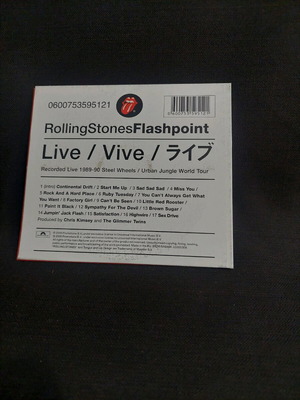 0600753595121
RollingStonesFlashpoint
Live / Vive / ライブ
Recorded Live 1989-90 Steel Wheels / Urban Jungle World Tour
1 (intro) Continental Drift / 2 Start Me Up / 3 Sad Sad Sad / 4 Miss You /
5 Rock And A Hard Place / 6 Ruby Tuesday / 7 You Can't Always Get What
You Want / 8 Factory Girl / 9 Can't Be Seen / 10 Little Red Rooster /
11 Paint It Black / 12 Sympathy For The Devil / 13 Brown Sugar /
14 Jumpin' Jack Flash / 15 Satisfaction / 16 Highwire / 17 Sex Drive
Produced by Chris Kimsey and The Glimmer Twins